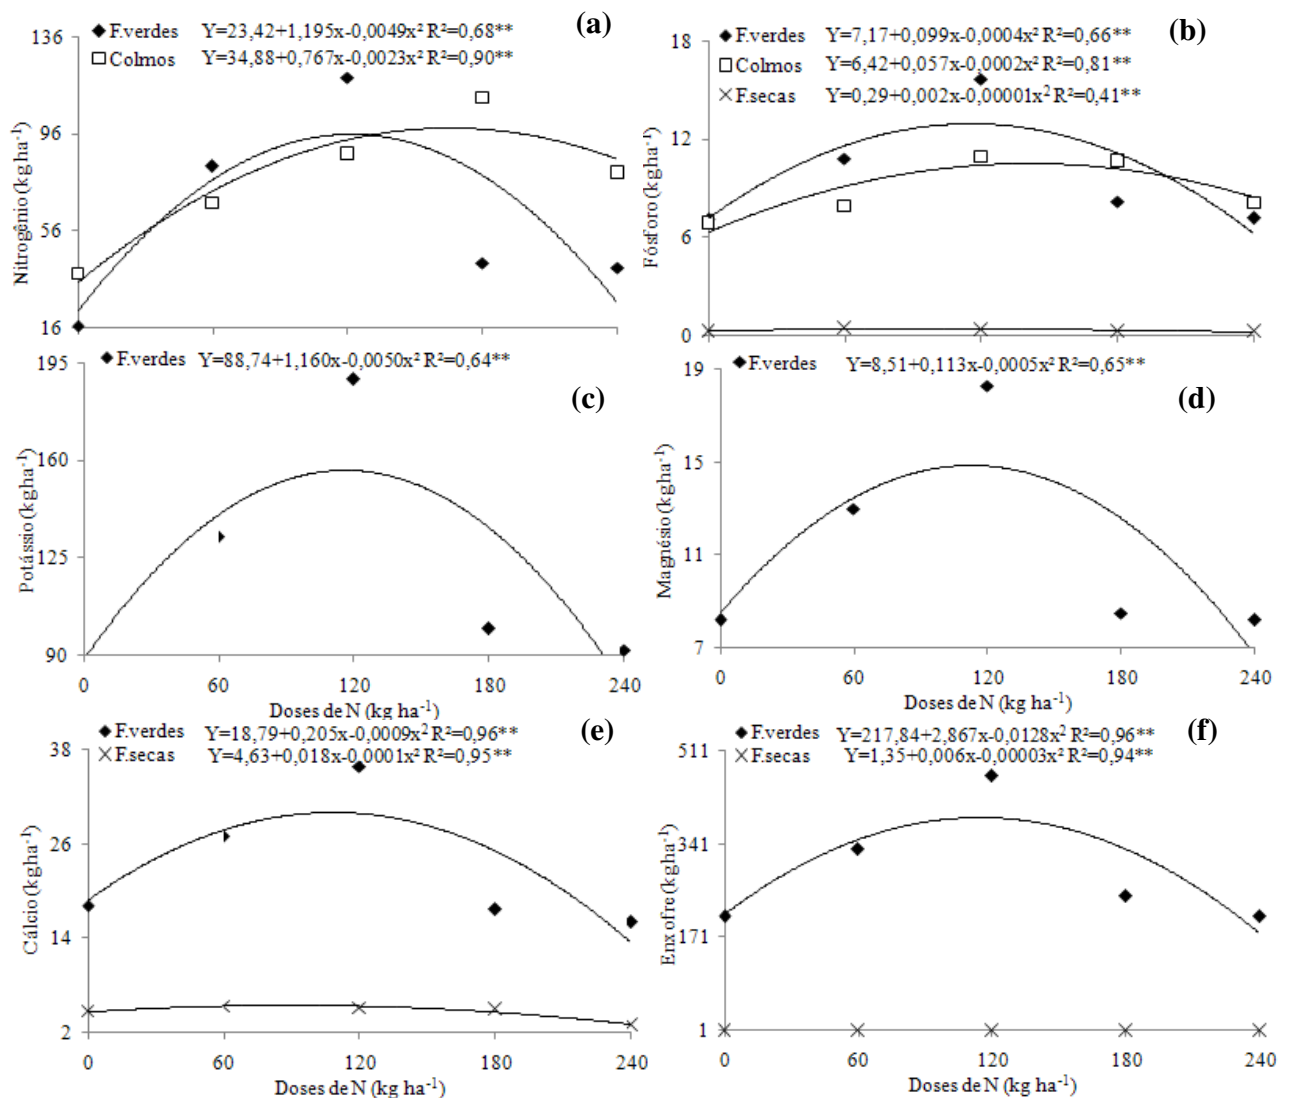 (a)
F.verdes Y=23,42+1,195x-0,0049x² R²=0,68**
Colmos Y=34,88+0,767x-0,0023x² R²=0,90**
136
96
56
16
Nitrogênio (kg ha⁻¹)
(b)
F.verdes Y=7,17+0,099x-0,0004x² R²=0,66**
Colmos Y=6,42+0,057x-0,0002x² R²=0,81**
F.secas Y=0,29+0,002x-0,00001x² R²=0,41**
18
12
6
0
Fósforo (kg ha⁻¹)
F.verdes Y=88,74+1,160x-0,0050x² R²=0,64**
(c)
195
160
125
90
Potássio (kg ha⁻¹)
0 60 120 180 240
Doses de N (kg ha⁻¹)
F.verdes Y=8,51+0,113x-0,0005x² R²=0,65**
(d)
19
15
11
7
Magnésio (kg ha⁻¹)
0 60 120 180 240
Doses de N (kg ha⁻¹)
F.verdes Y=18,79+0,205x-0,0009x² R²=0,96**
F.secas Y=4,63+0,018x-0,0001x² R²=0,95**
(e)
38
26
14
2
Cálcio (kg ha⁻¹)
0 60 120 180 240
Doses de N (kg ha⁻¹)
F.verdes Y=217,84+2,867x-0,0128x² R²=0,96**
F.secas Y=1,35+0,006x-0,00003x² R²=0,94**
(f)
511
341
171
1
Enxofre (kg ha⁻¹)
0 60 120 180 240
Doses de N (kg ha⁻¹)